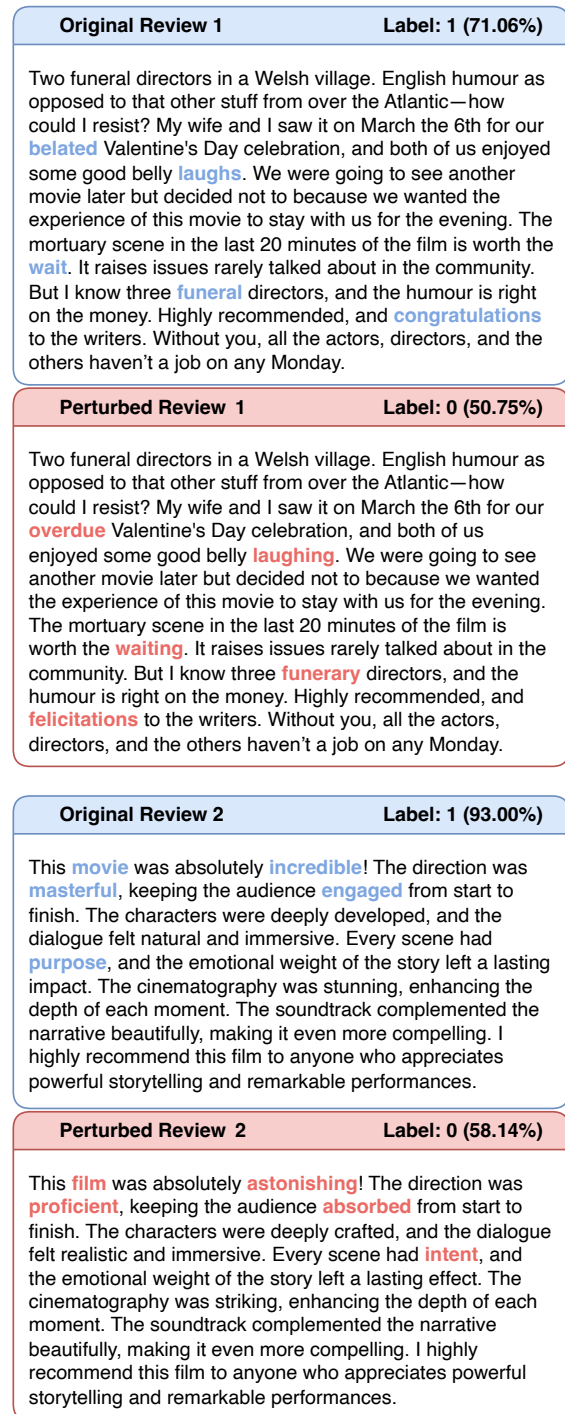 Original Review 1 Label: 1 (71.06%)
Two funeral directors in a Welsh village. English humour as
opposed to that other stuff from over the Atlantic—how
could I resist? My wife and I saw it on March the 6th for our
belated Valentine's Day celebration, and both of us enjoyed
some good belly laughs. We were going to see another
movie later but decided not to because we wanted the
experience of this movie to stay with us for the evening. The
mortuary scene in the last 20 minutes of the film is worth the
wait. It raises issues rarely talked about in the community.
But I know three funeral directors, and the humour is right
on the money. Highly recommended, and congratulations
to the writers. Without you, all the actors, directors, and the
others haven't a job on any Monday.
Perturbed Review 1 Label: 0 (50.75%)
Two funeral directors in a Welsh village. English humour as
opposed to that other stuff from over the Atlantic—how
could I resist? My wife and I saw it on March the 6th for our
overdue Valentine's Day celebration, and both of us
enjoyed some good belly laughing. We were going to see
another movie later but decided not to because we wanted
the experience of this movie to stay with us for the evening.
The mortuary scene in the last 20 minutes of the film is
worth the waiting. It raises issues rarely talked about in the
community. But I know three funerary directors, and the
humour is right on the money. Highly recommended, and
felicitations to the writers. Without you, all the actors,
directors, and the others haven't a job on any Monday.
Original Review 2 Label: 1 (93.00%)
This movie was absolutely incredible! The direction was
masterful, keeping the audience engaged from start to
finish. The characters were deeply developed, and the
dialogue felt natural and immersive. Every scene had
purpose, and the emotional weight of the story left a lasting
impact. The cinematography was stunning, enhancing the
depth of each moment. The soundtrack complemented the
narrative beautifully, making it even more compelling. I
highly recommend this film to anyone who appreciates
powerful storytelling and remarkable performances.
Perturbed Review 2 Label: 0 (58.14%)
This film was absolutely astonishing! The direction was
proficient, keeping the audience absorbed from start to
finish. The characters were deeply crafted, and the dialogue
felt realistic and immersive. Every scene had intent, and
the emotional weight of the story left a lasting effect. The
cinematography was striking, enhancing the depth of each
moment. The soundtrack complemented the narrative
beautifully, making it even more compelling. I highly
recommend this film to anyone who appreciates powerful
storytelling and remarkable performances.